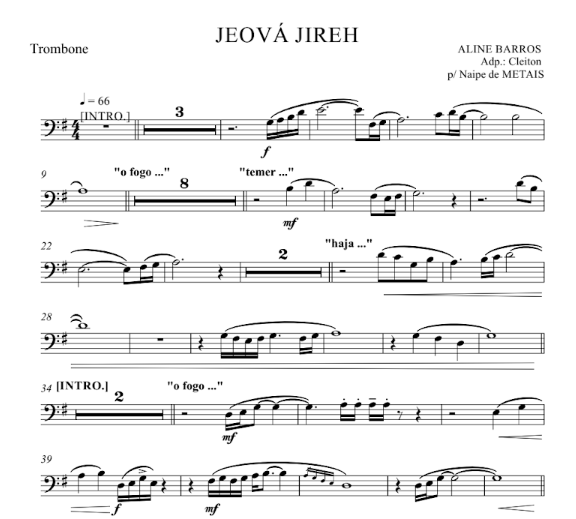 JEOVÁ JIREH
Trombone
ALINE BARROS
Adp.: Cleiton
p/ Naipe de METAIS
♩ = 66
[INTRO.]
3
f
9
"o fogo ..."
8
"temer ..."
mf
22
2
"haja ..."
28
34
[INTRO.]
2
"o fogo ..."
mf
39
f
mf